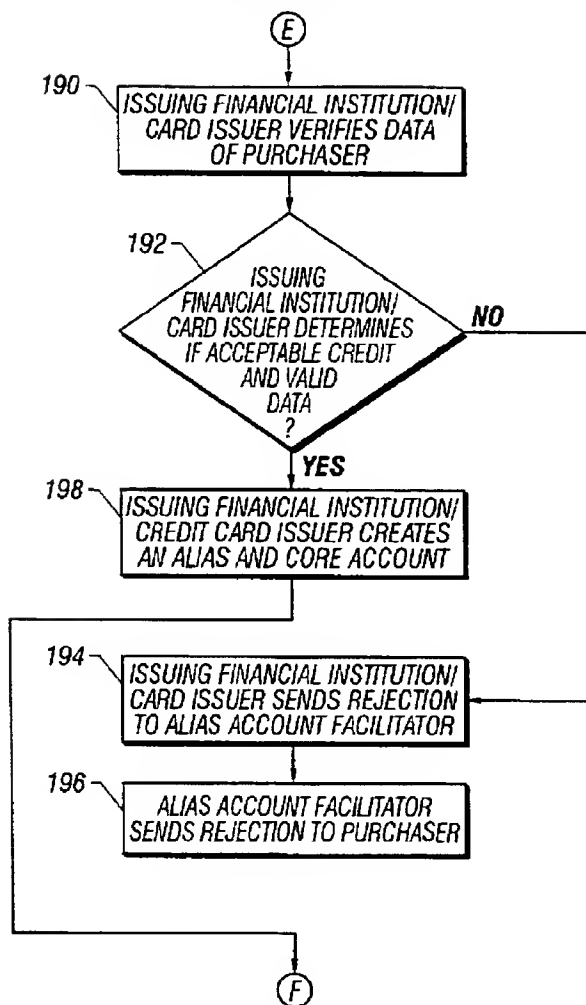 E
190
ISSUING FINANCIAL INSTITUTION/
CARD ISSUER VERIFIES DATA
OF PURCHASER
192
ISSUING
FINANCIAL INSTITUTION/
CARD ISSUER DETERMINES
IF ACCEPTABLE CREDIT
AND VALID
DATA
?
NO
YES
198
ISSUING FINANCIAL INSTITUTION/
CREDIT CARD ISSUER CREATES
AN ALIAS AND CORE ACCOUNT
194
ISSUING FINANCIAL INSTITUTION/
CARD ISSUER SENDS REJECTION
TO ALIAS ACCOUNT FACILITATOR
196
ALIAS ACCOUNT FACILITATOR
SENDS REJECTION TO PURCHASER
F